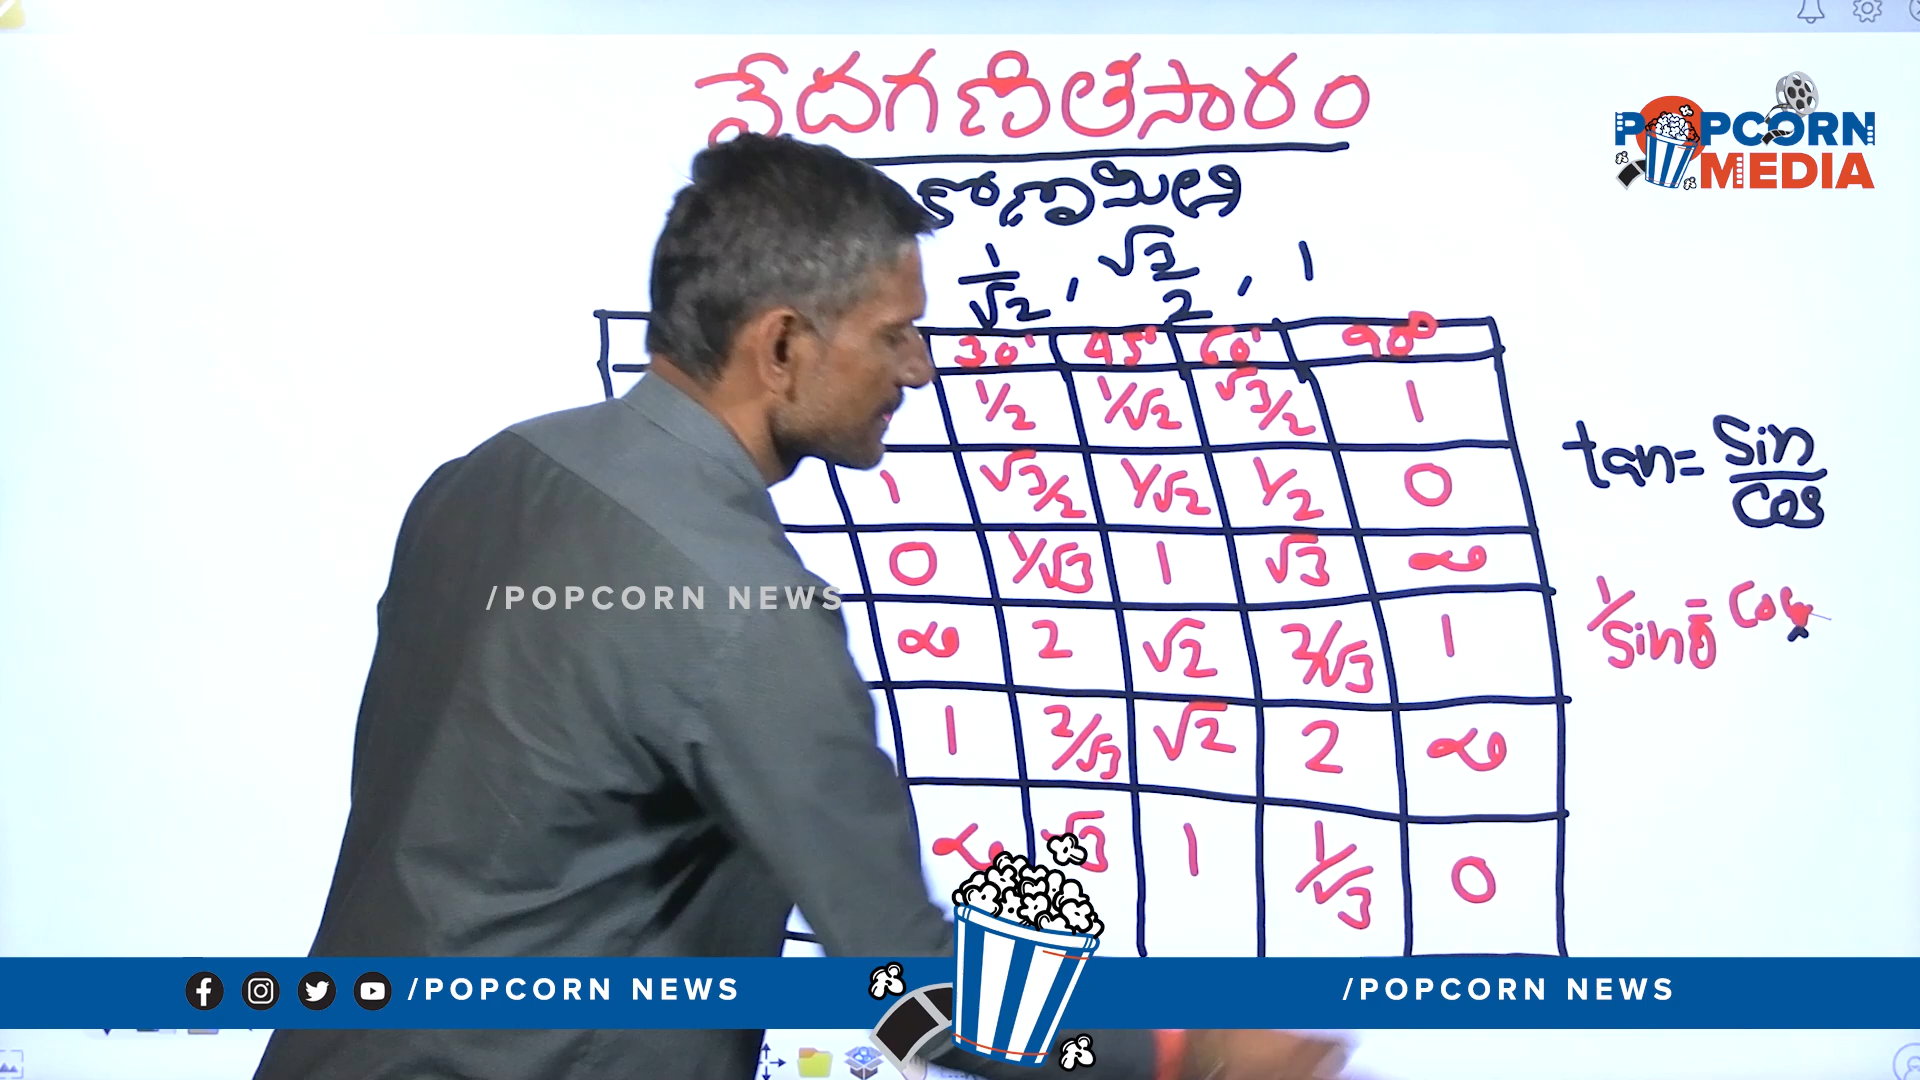 వేదగణితసారం
POPCORN
MEDIA
కోణామితి
1/√2 , √3/2 , 1
30° 45° 60° 90°
1/2 1/√2 √3/2 1
1 √3/2 1/√2 1/2 0
0 1/√3 1 √3 ∞
∞ 2 √2 2/√3 1
1 2/√3 √2 2 ∞
∞ √3 1 1/√3 0
tan = Sin/Cos
1/Sinθ = Cos
/POPCORN NEWS
/POPCORN NEWS
/POPCORN NEWS